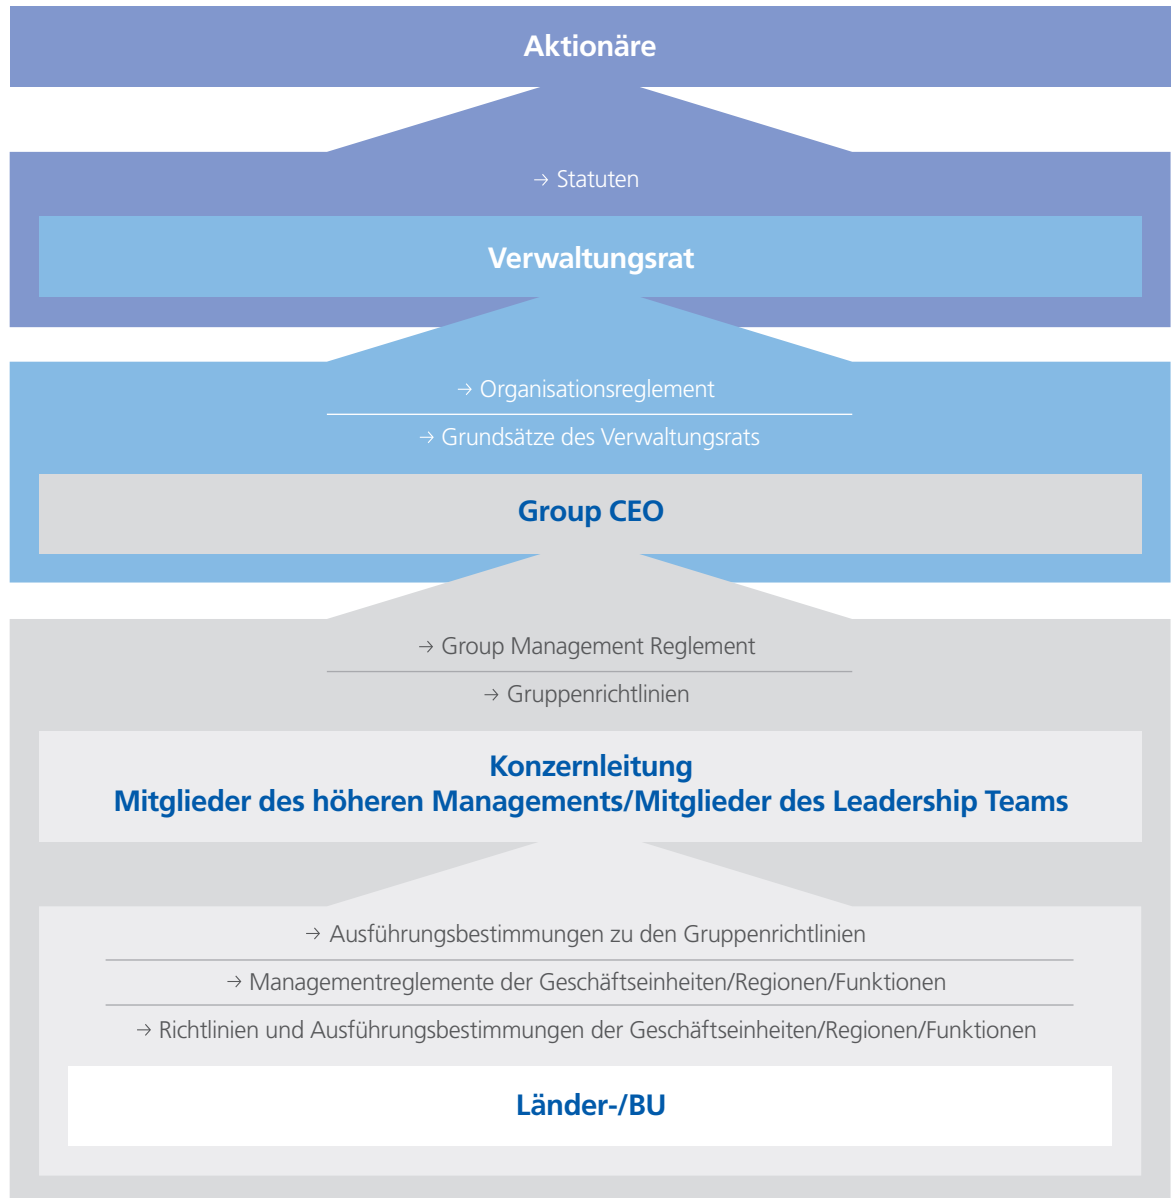 Aktionäre
→ Statuten
Verwaltungsrat
→ Organisationsreglement
→ Grundsätze des Verwaltungsrats
Group CEO
→ Group Management Reglement
→ Gruppenrichtlinien
Konzernleitung
Mitglieder des höheren Managements/Mitglieder des Leadership Teams
→ Ausführungsbestimmungen zu den Gruppenrichtlinien
→ Managementreglemente der Geschäftseinheiten/Regionen/Funktionen
→ Richtlinien und Ausführungsbestimmungen der Geschäftseinheiten/Regionen/Funktionen
Länder-/BU